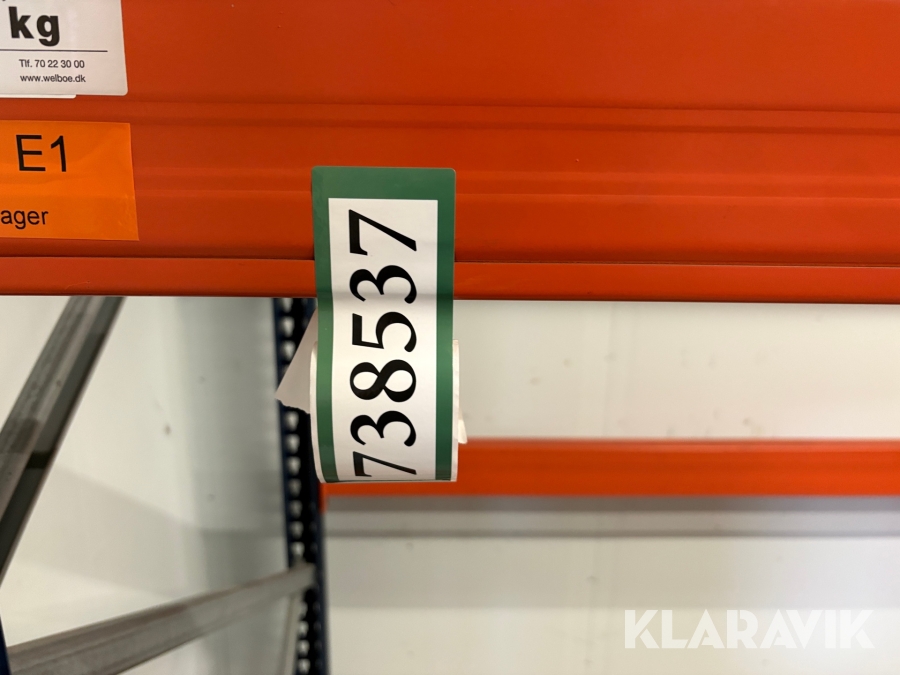 kg
Tlf. 70 22 30 00
www.welboe.dk
E1
ager
738537
KLARAVIK